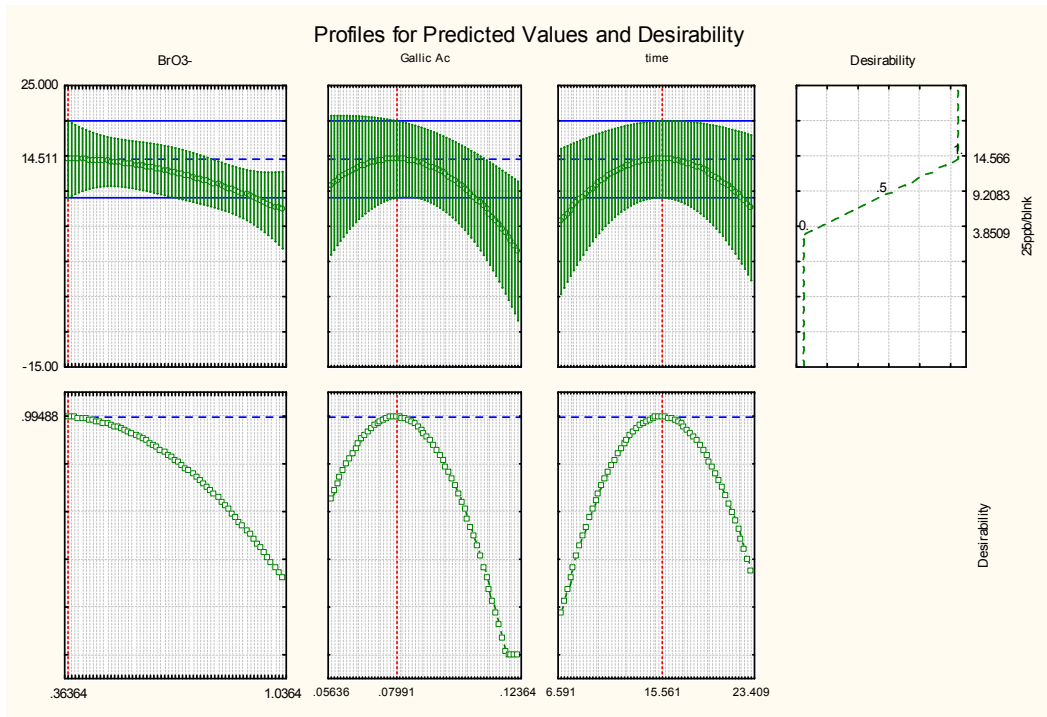 Profiles for Predicted Values and Desirability
BrO3-
Gallic Ac
time
Desirability
25.000
14.511
-15.00
1.
.5
0.
14.566
9.2083
3.8509
25ppb/blnk
.99488
Desirability
.36364
1.0364
.05636
.07991
.12364
6.591
15.561
23.409